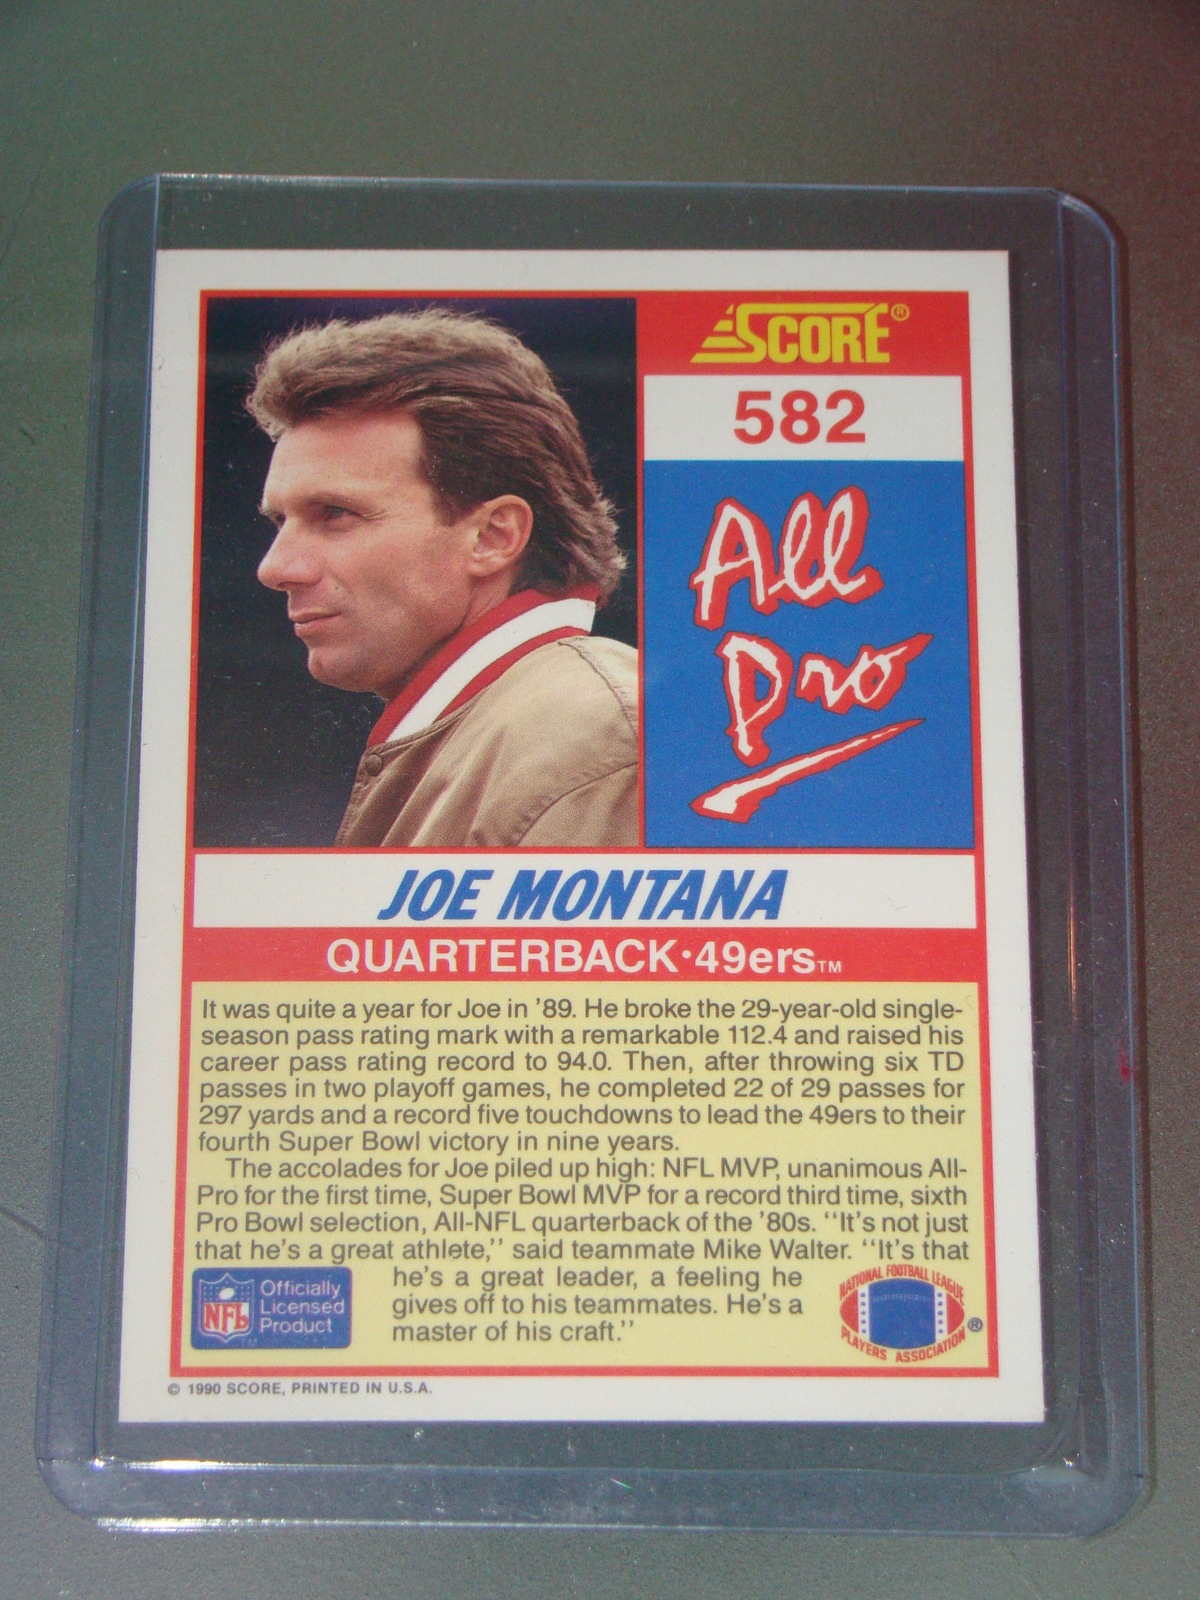 SCORE®
582
All
Pro
JOE MONTANA
QUARTERBACK·49ers™
It was quite a year for Joe in '89. He broke the 29-year-old single-
season pass rating mark with a remarkable 112.4 and raised his
career pass rating record to 94.0. Then, after throwing six TD
passes in two playoff games, he completed 22 of 29 passes for
297 yards and a record five touchdowns to lead the 49ers to their
fourth Super Bowl victory in nine years.
The accolades for Joe piled up high: NFL MVP, unanimous All-
Pro for the first time, Super Bowl MVP for a record third time, sixth
Pro Bowl selection, All-NFL quarterback of the '80s. "It's not just
that he's a great athlete," said teammate Mike Walter. "It's that
he's a great leader, a feeling he
gives off to his teammates. He's a
master of his craft."
NFL
Officially
Licensed
Product
NATIONAL FOOTBALL LEAGUE
PLAYERS ASSOCIATION ®
© 1990 SCORE, PRINTED IN U.S.A.